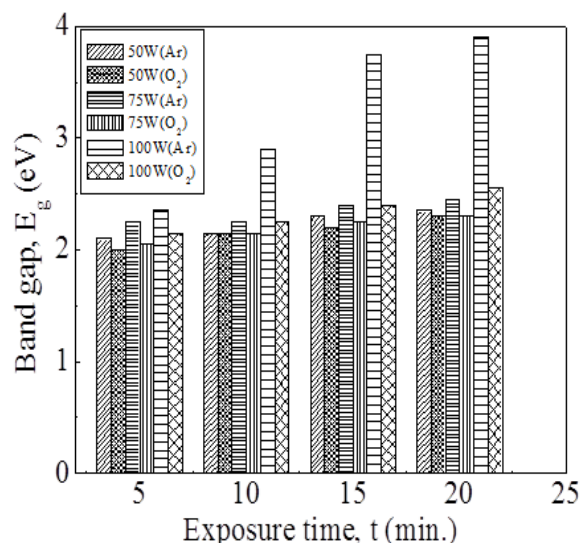 4
3
2
1
0
Band gap, E_g (eV)
50W(Ar)
50W(O₂)
75W(Ar)
75W(O₂)
100W(Ar)
100W(O₂)
5 10 15 20 25
Exposure time, t (min.)